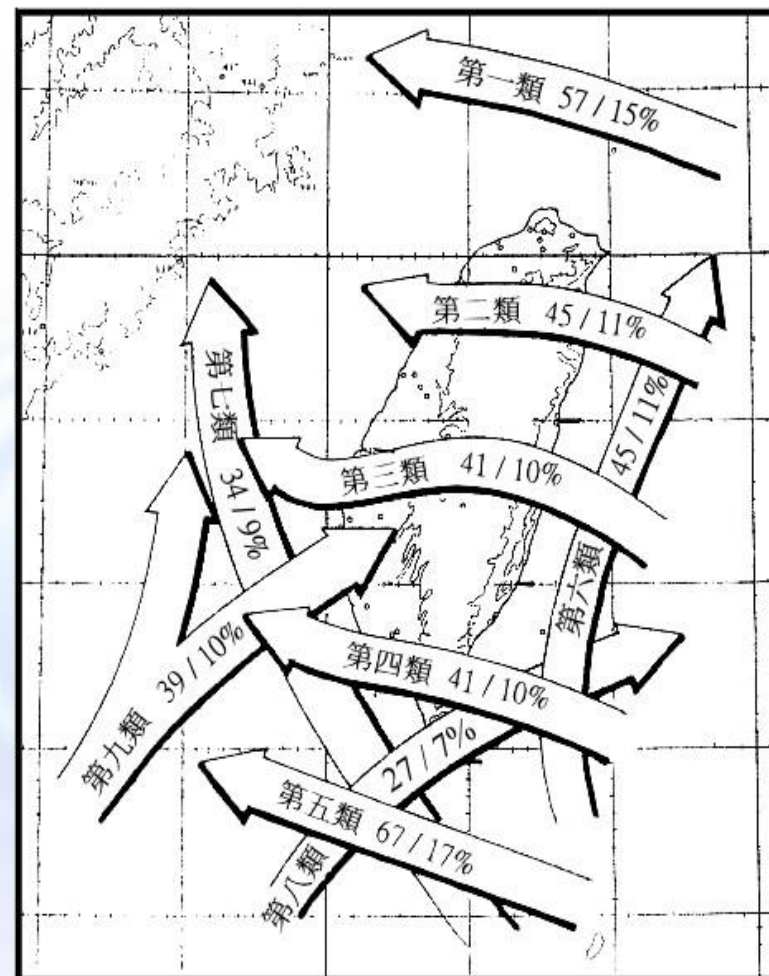 第一類 57 / 15%
第二類 45 / 11%
第三類 41 / 10%
第四類 41 / 10%
第五類 67 / 17%
第六類 45 / 11%
第七類 34 / 9%
第八類 27 / 7%
第九類 39 / 10%